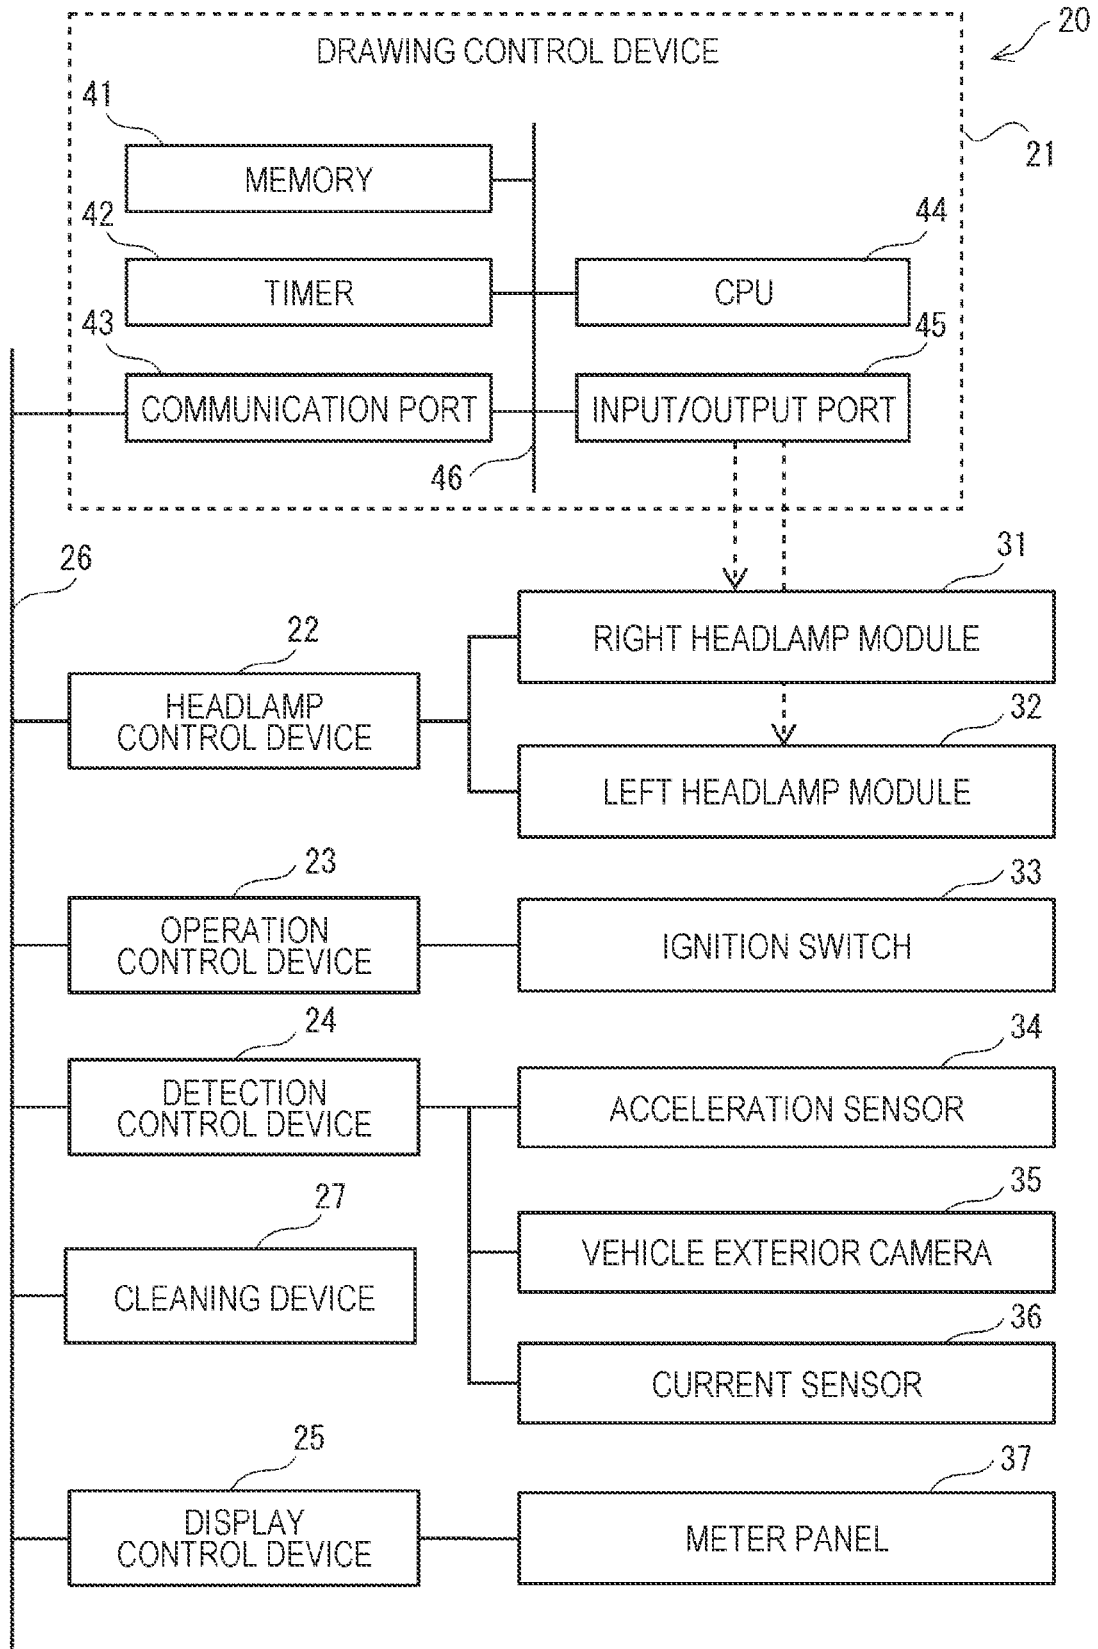 20
DRAWING CONTROL DEVICE
21
41
MEMORY
42
TIMER
44
CPU
43
COMMUNICATION PORT
45
INPUT/OUTPUT PORT
46
26
31
RIGHT HEADLAMP MODULE
22
HEADLAMP
CONTROL DEVICE
32
LEFT HEADLAMP MODULE
23
OPERATION
CONTROL DEVICE
33
IGNITION SWITCH
24
DETECTION
CONTROL DEVICE
34
ACCELERATION SENSOR
27
CLEANING DEVICE
35
VEHICLE EXTERIOR CAMERA
36
CURRENT SENSOR
25
DISPLAY
CONTROL DEVICE
37
METER PANEL